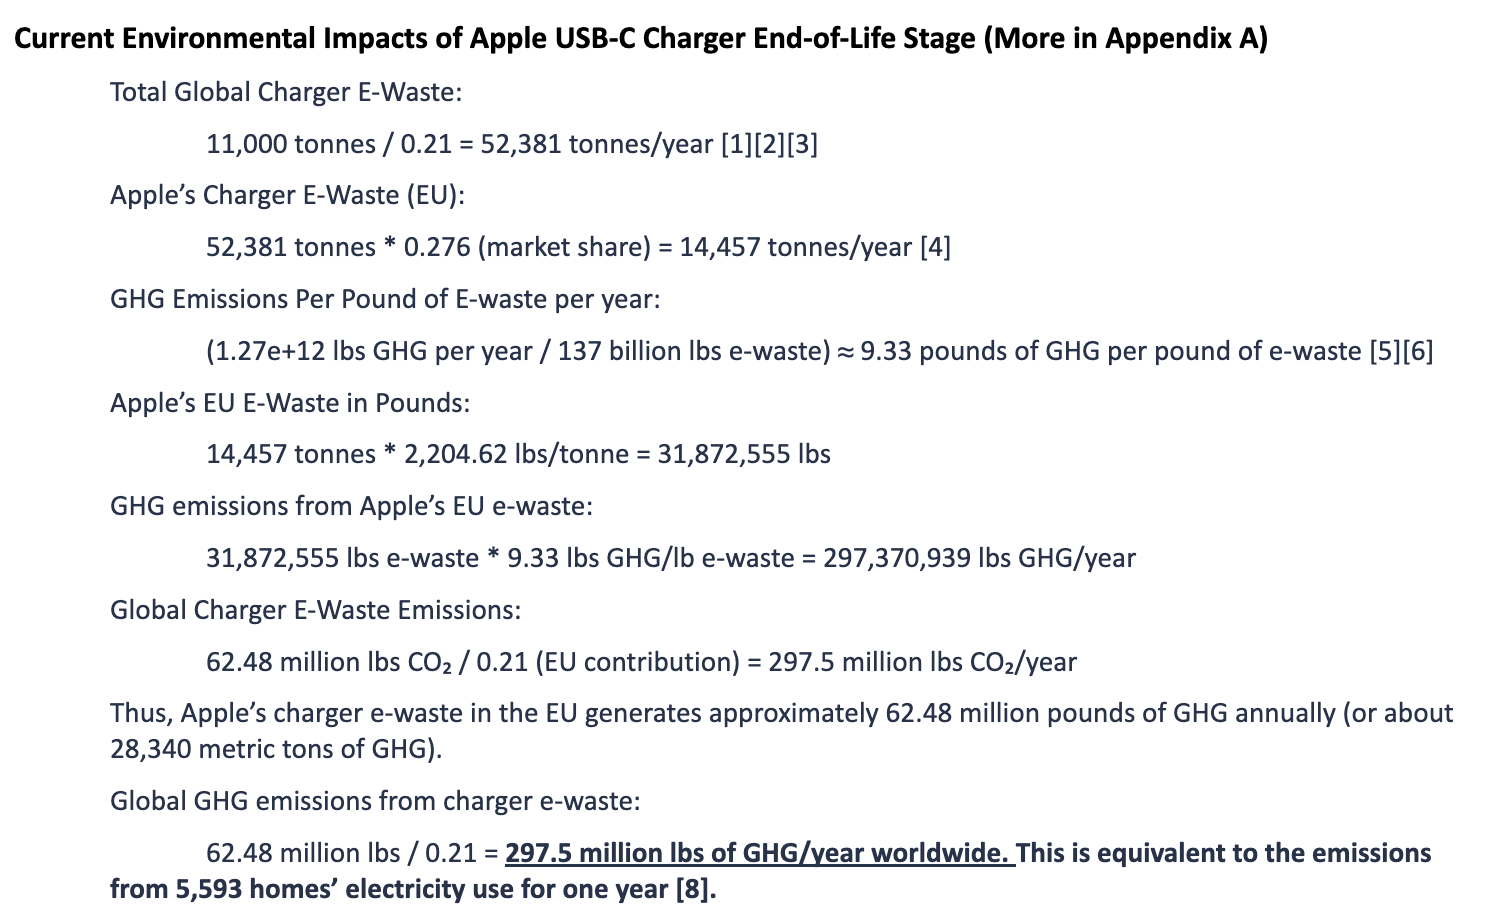 Current Environmental Impacts of Apple USB-C Charger End-of-Life Stage (More in Appendix A)
Total Global Charger E-Waste:
11,000 tonnes / 0.21 = 52,381 tonnes/year [1][2][3]
Apple’s Charger E-Waste (EU):
52,381 tonnes * 0.276 (market share) = 14,457 tonnes/year [4]
GHG Emissions Per Pound of E-waste per year:
(1.27e+12 lbs GHG per year / 137 billion lbs e-waste) ≈ 9.33 pounds of GHG per pound of e-waste [5][6]
Apple’s EU E-Waste in Pounds:
14,457 tonnes * 2,204.62 lbs/tonne = 31,872,555 lbs
GHG emissions from Apple’s EU e-waste:
31,872,555 lbs e-waste * 9.33 lbs GHG/lb e-waste = 297,370,939 lbs GHG/year
Global Charger E-Waste Emissions:
62.48 million lbs CO₂ / 0.21 (EU contribution) = 297.5 million lbs CO₂/year
Thus, Apple’s charger e-waste in the EU generates approximately 62.48 million pounds of GHG annually (or about
28,340 metric tons of GHG).
Global GHG emissions from charger e-waste:
62.48 million lbs / 0.21 = 297.5 million lbs of GHG/year worldwide. This is equivalent to the emissions
from 5,593 homes’ electricity use for one year [8].